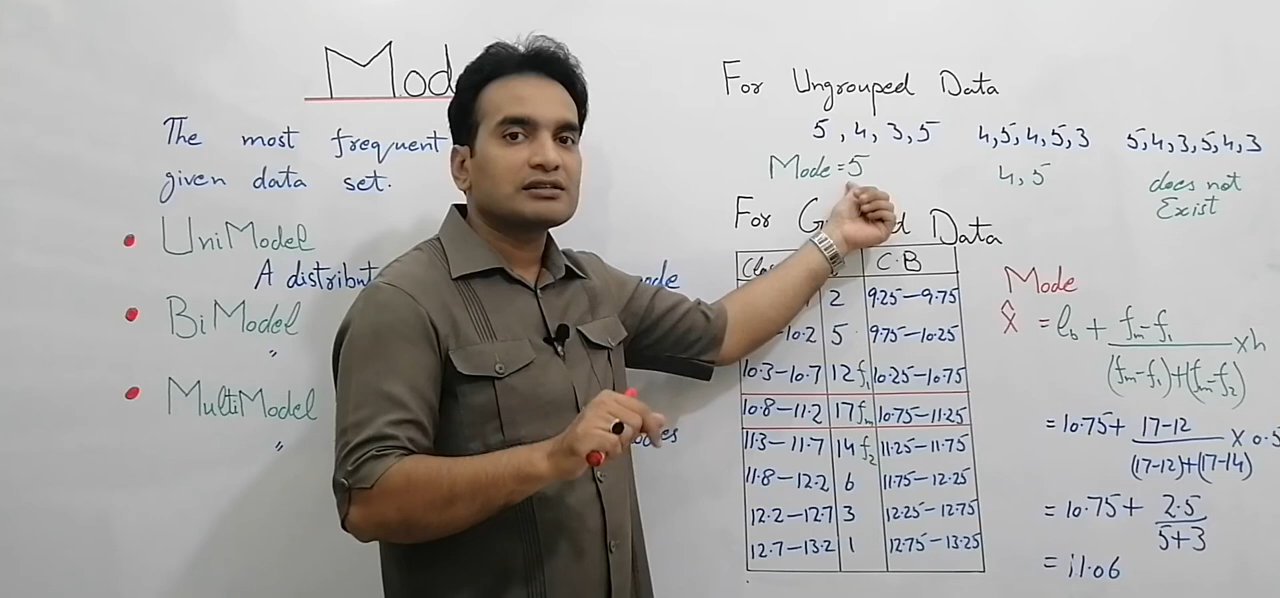 Mod
The most frequent
given data set.
• UniModel
A distribut
• BiModel
"
• MultiModel
"
For Ungrouped Data
5, 4, 3, 5
Mode = 5
4, 5, 4, 5, 3
4, 5
5, 4, 3, 5, 4, 3
does not
Exist
For G d Data
C.B
2 9.25—9.75
-10.2 5 9.75—10.25
10.3—10.7 12 f₁ 10.25—10.75
10.8—11.2 17 fm 10.75—11.25
11.3—11.7 14 f₂ 11.25—11.75
11.8—12.2 6 11.75—12.25
12.2—12.7 3 12.25—12.75
12.7—13.2 1 12.75—13.25
Mode
X̂ = lb + fm-f₁/(fm-f₁)+(fm-f₂) × h
= 10.75 + 17-12/(17-12)+(17-14) × 0.5
= 10.75 + 2.5/5+3
= 11.06